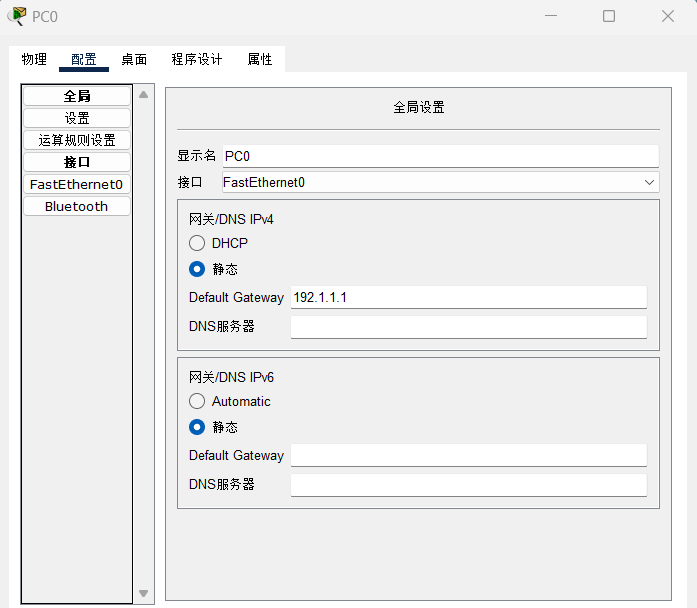 PC0
物理 配置 桌面 程序设计 属性
全局
设置
运算规则设置
接口
FastEthernet0
Bluetooth
全局设置
显示名 PC0
接口 FastEthernet0
网关/DNS IPv4
DHCP
静态
Default Gateway 192.1.1.1
DNS服务器
网关/DNS IPv6
Automatic
静态
Default Gateway
DNS服务器